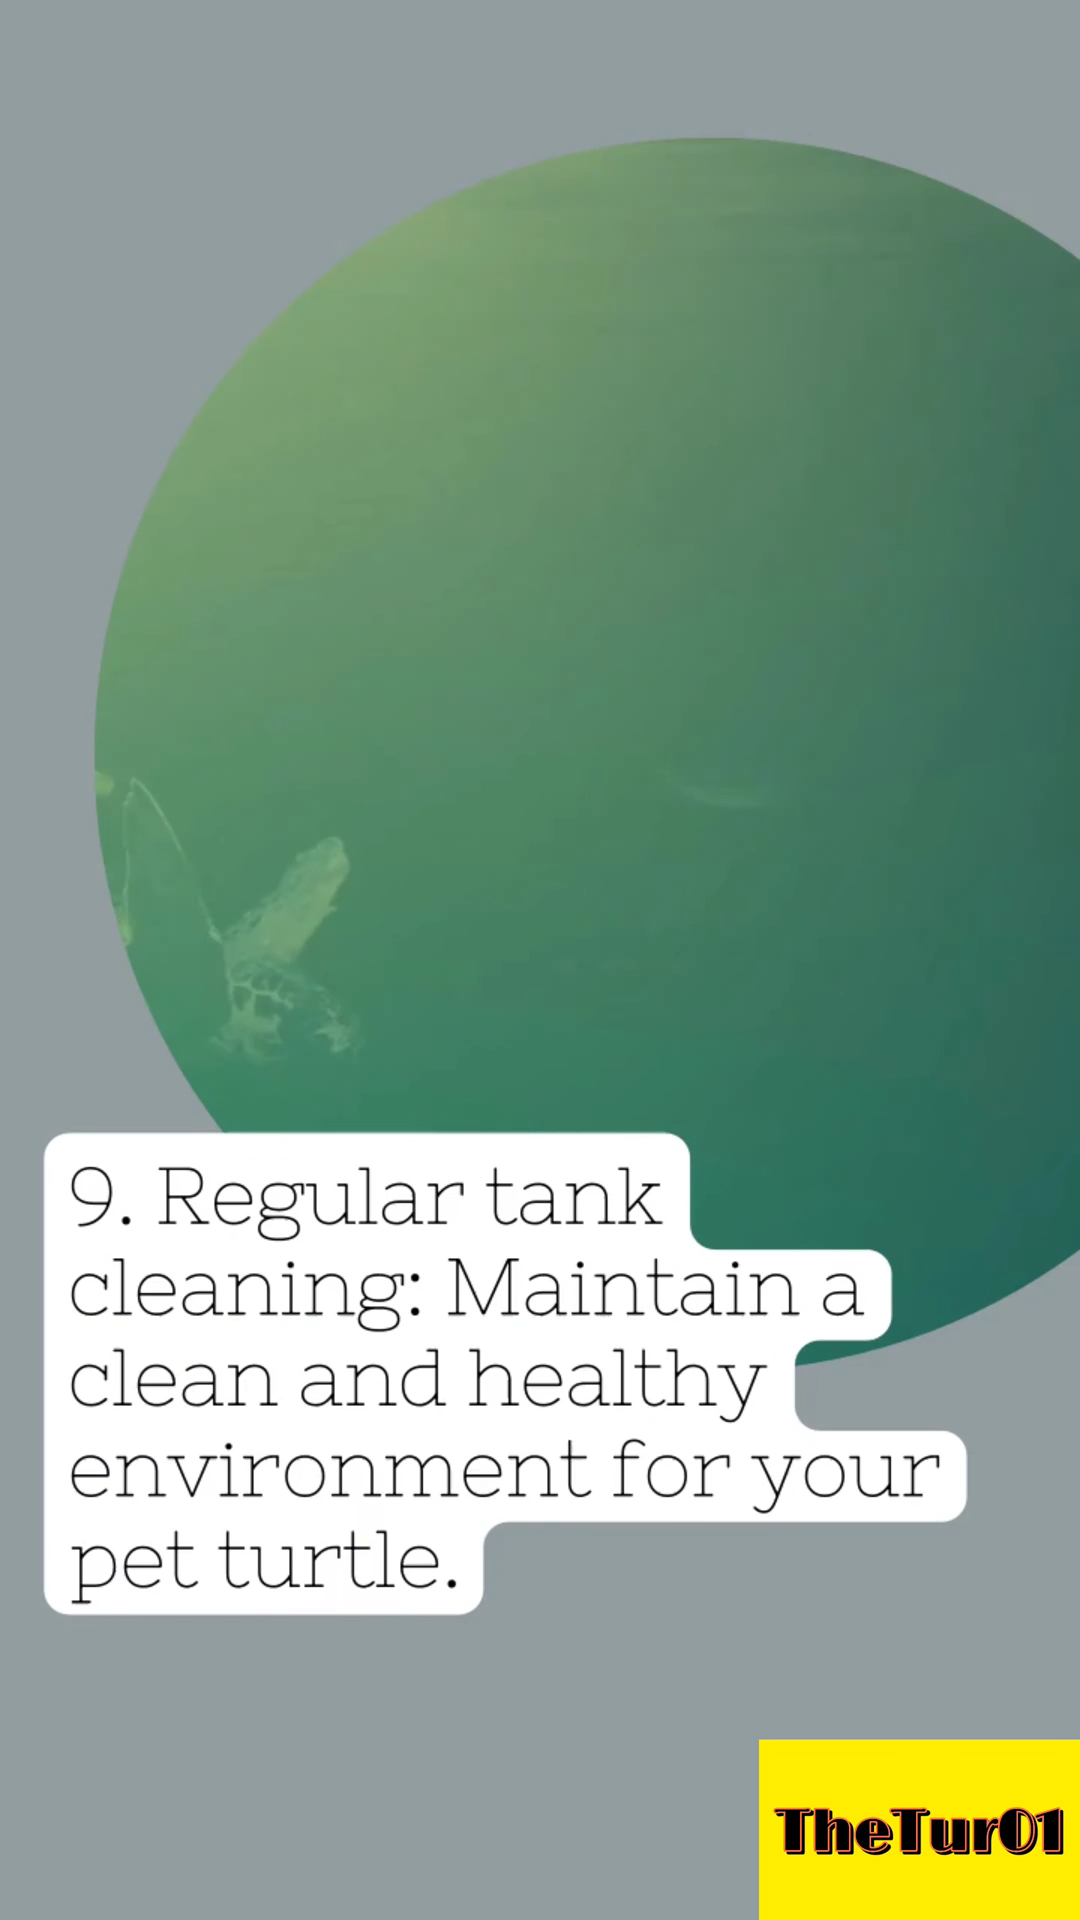 9. Regular tank
cleaning: Maintain a
clean and healthy
environment for your
pet turtle.
TheTur01